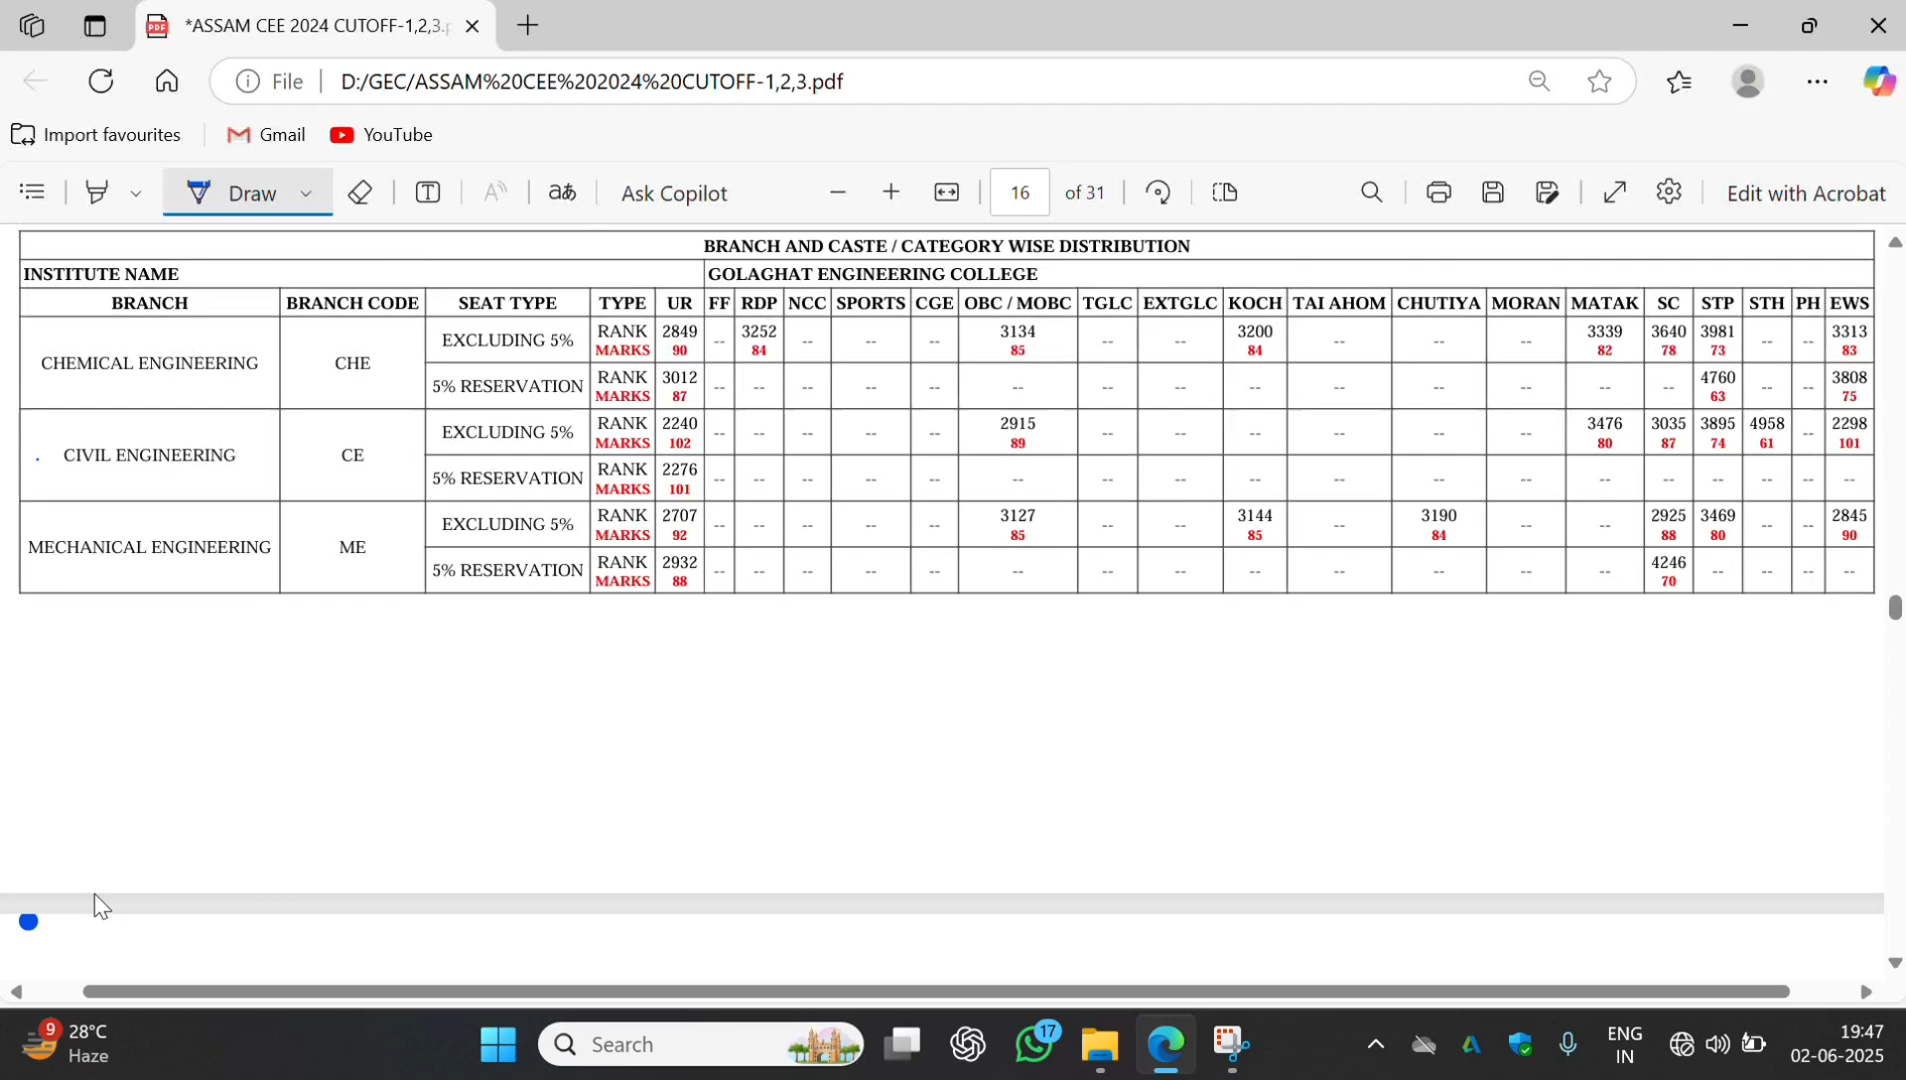 *ASSAM CEE 2024 CUTOFF-1,2,3.p
File D:/GEC/ASSAM%20CEE%202024%20CUTOFF-1,2,3.pdf
Import favourites Gmail YouTube
Draw aあ Ask Copilot 16 of 31 Edit with Acrobat
BRANCH AND CASTE / CATEGORY WISE DISTRIBUTION
INSTITUTE NAME GOLAGHAT ENGINEERING COLLEGE
BRANCH BRANCH CODE SEAT TYPE TYPE UR FF RDP NCC SPORTS CGE OBC / MOBC TGLC EXTGLC KOCH TAI AHOM CHUTIYA MORAN MATAK SC STP STH PH EWS
CHEMICAL ENGINEERING CHE EXCLUDING 5% RANK 2849 -- 3252 -- -- -- 3134 -- -- 3200 -- -- -- 3339 3640 3981 -- -- 3313
MARKS 90 84 85 84 82 78 73 83
5% RESERVATION RANK 3012 -- -- -- -- -- -- -- -- -- -- -- -- -- -- 4760 -- -- 3808
MARKS 87 63 75
CIVIL ENGINEERING CE EXCLUDING 5% RANK 2240 -- -- -- -- -- 2915 -- -- -- -- -- -- 3476 3035 3895 4958 -- 2298
MARKS 102 89 80 87 74 61 101
5% RESERVATION RANK 2276 -- -- -- -- -- -- -- -- -- -- -- -- -- -- -- -- -- --
MARKS 101
MECHANICAL ENGINEERING ME EXCLUDING 5% RANK 2707 -- -- -- -- -- 3127 -- -- 3144 -- 3190 -- -- 2925 3469 -- -- 2845
MARKS 92 85 85 84 88 80 90
5% RESERVATION RANK 2932 -- -- -- -- -- -- -- -- -- -- -- -- -- 4246 -- -- -- --
MARKS 88 70
9 28°C
Haze
Search
17
ENG
IN
19:47
02-06-2025